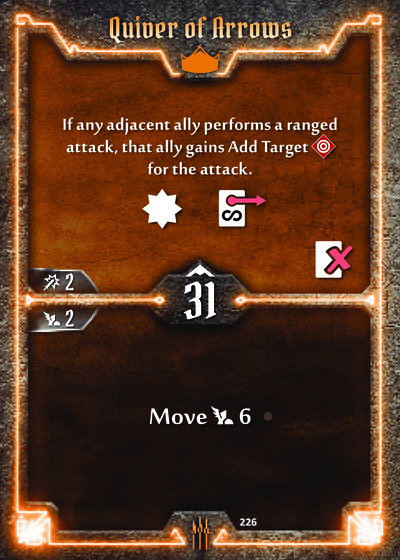 Quiver of Arrows
If any adjacent ally performs a ranged
attack, that ally gains Add Target
for the attack.
2
31
2
Move 6
226